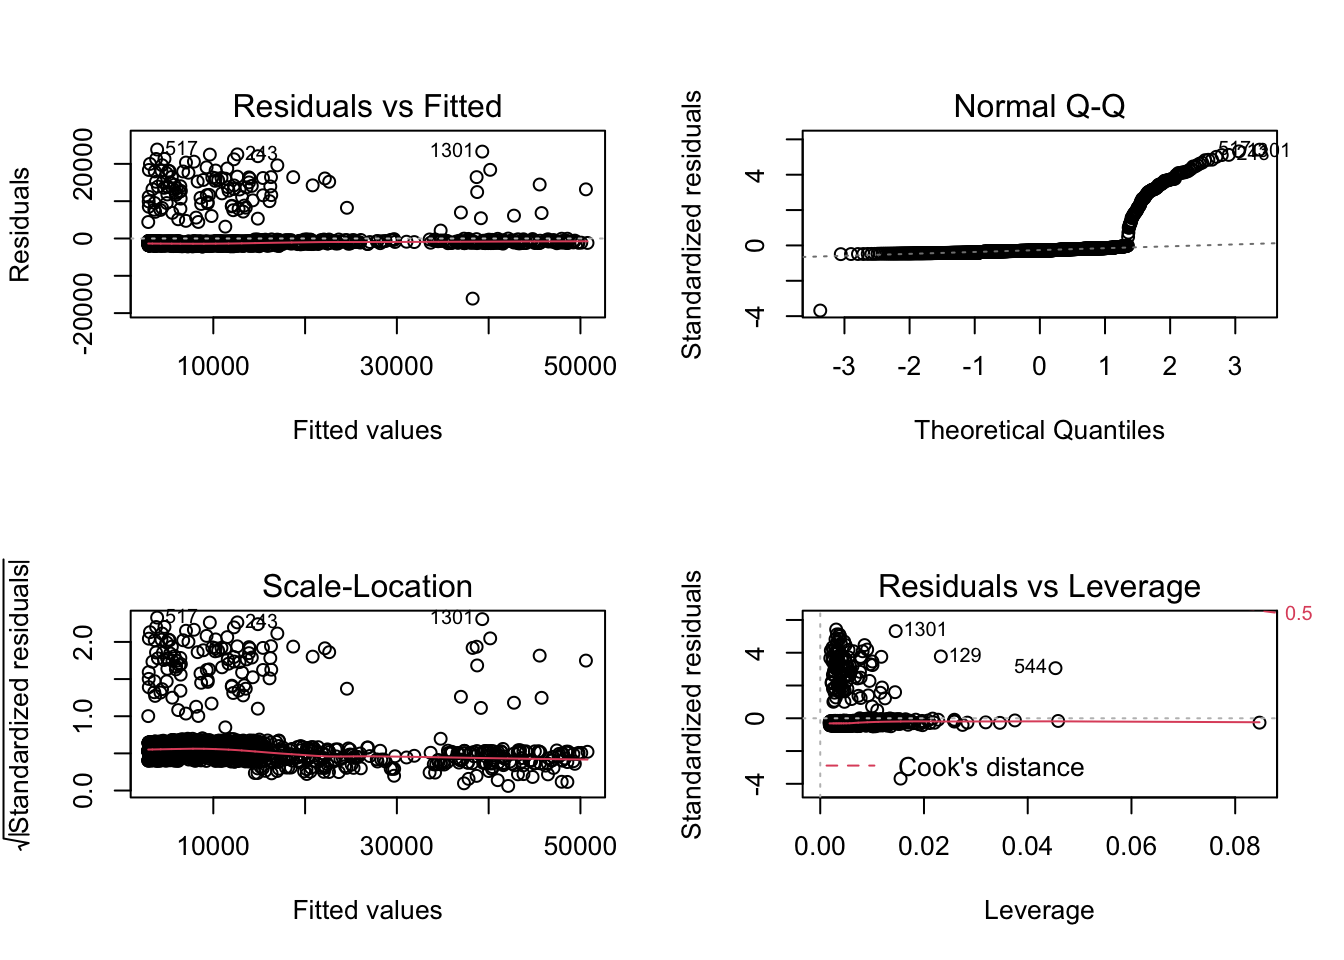 Residuals vs Fitted
Residuals
-20000 0 20000
517
243
1301
10000 30000 50000
Fitted values
Normal Q-Q
Standardized residuals
-4 0 4
517
1301
243
-3 -2 -1 0 1 2 3
Theoretical Quantiles
Scale-Location
√|Standardized residuals|
0.0 1.0 2.0
517
243
1301
10000 30000 50000
Fitted values
Residuals vs Leverage
Standardized residuals
-4 0 4
0.5
1301
129
544
Cook's distance
0.00 0.02 0.04 0.06 0.08
Leverage